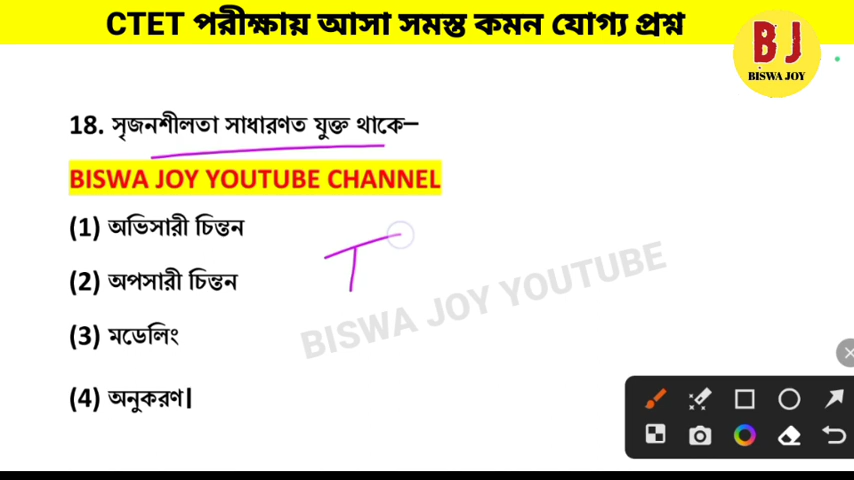 CTET পরীক্ষায় আসা সমস্ত কমন যোগ্য প্রশ্ন
BJ
BISWA JOY
18. সৃজনশীলতা সাধারণত যুক্ত থাকে–
BISWA JOY YOUTUBE CHANNEL
(1) অভিসারী চিন্তন
(2) অপসারী চিন্তন
(3) মডেলিং
(4) অনুকরণ।
T
BISWA JOY YOUTUBE